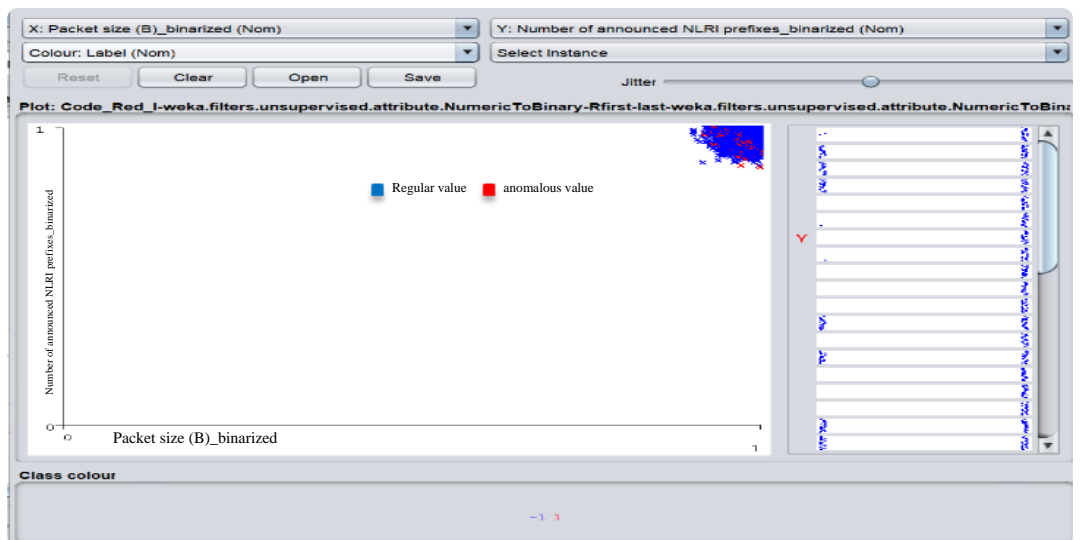 X: Packet size (B)_binarized (Nom)
Y: Number of announced NLRI prefixes_binarized (Nom)
Colour: Label (Nom)
Select Instance
Reset
Clear
Open
Save
Jitter
Plot: Code_Red_I-weka.filters.unsupervised.attribute.NumericToBinary-Rfirst-last-weka.filters.unsupervised.attribute.NumericToBina
1
Regular value
anomalous value
Number of announced NLRI prefixes_binarized
Y
0
0
Packet size (B)_binarized
1
Class colour
-1 1